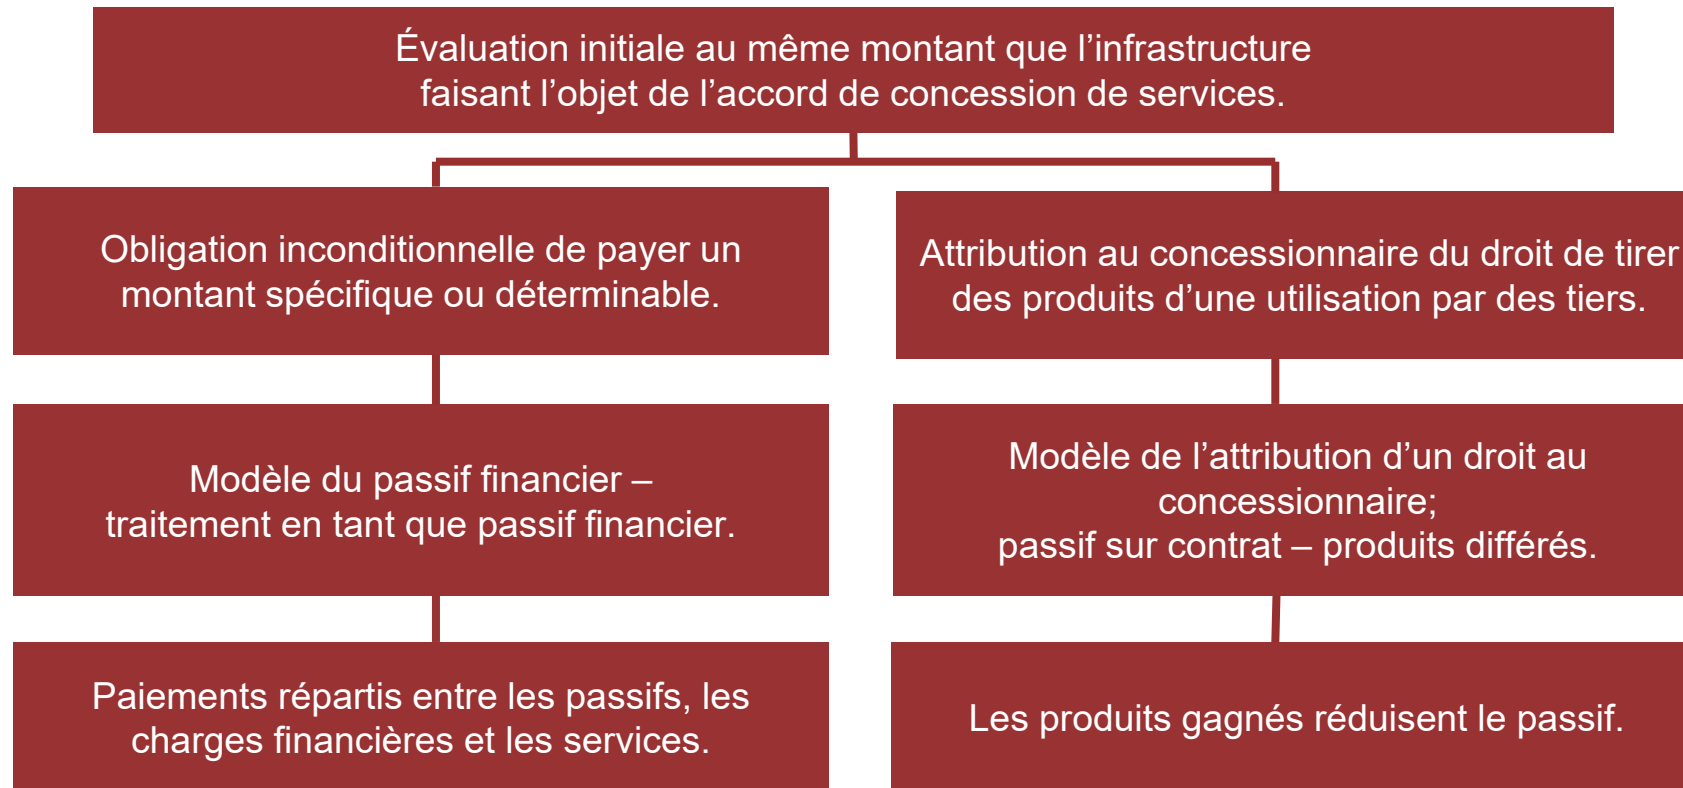 Évaluation initiale au même montant que l’infrastructure
faisant l’objet de l’accord de concession de services.
Obligation inconditionnelle de payer un
montant spécifique ou déterminable.
Attribution au concessionnaire du droit de tirer
des produits d’une utilisation par des tiers.
Modèle du passif financier –
traitement en tant que passif financier.
Modèle de l’attribution d’un droit au
concessionnaire;
passif sur contrat – produits différés.
Paiements répartis entre les passifs, les
charges financières et les services.
Les produits gagnés réduisent le passif.